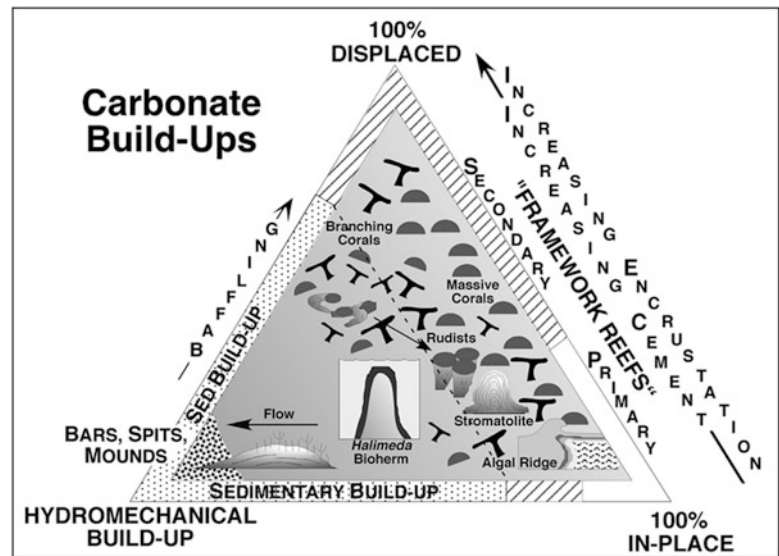 100%
DISPLACED
Carbonate
Build-Ups
INCREASING ENCRUSTATION
INCREASING CEMENT
"FRAMEWORK REEFS"
SECONDARY
PRIMARY
BAFFLING
SED BUILD-UP
Branching
Corals
Massive
Corals
Rudists
Stromatolite
Flow
Halimeda
Bioherm
Algal Ridge
BARS, SPITS,
MOUNDS
SEDIMENTARY BUILD-UP
HYDROMECHANICAL
BUILD-UP
100%
IN-PLACE